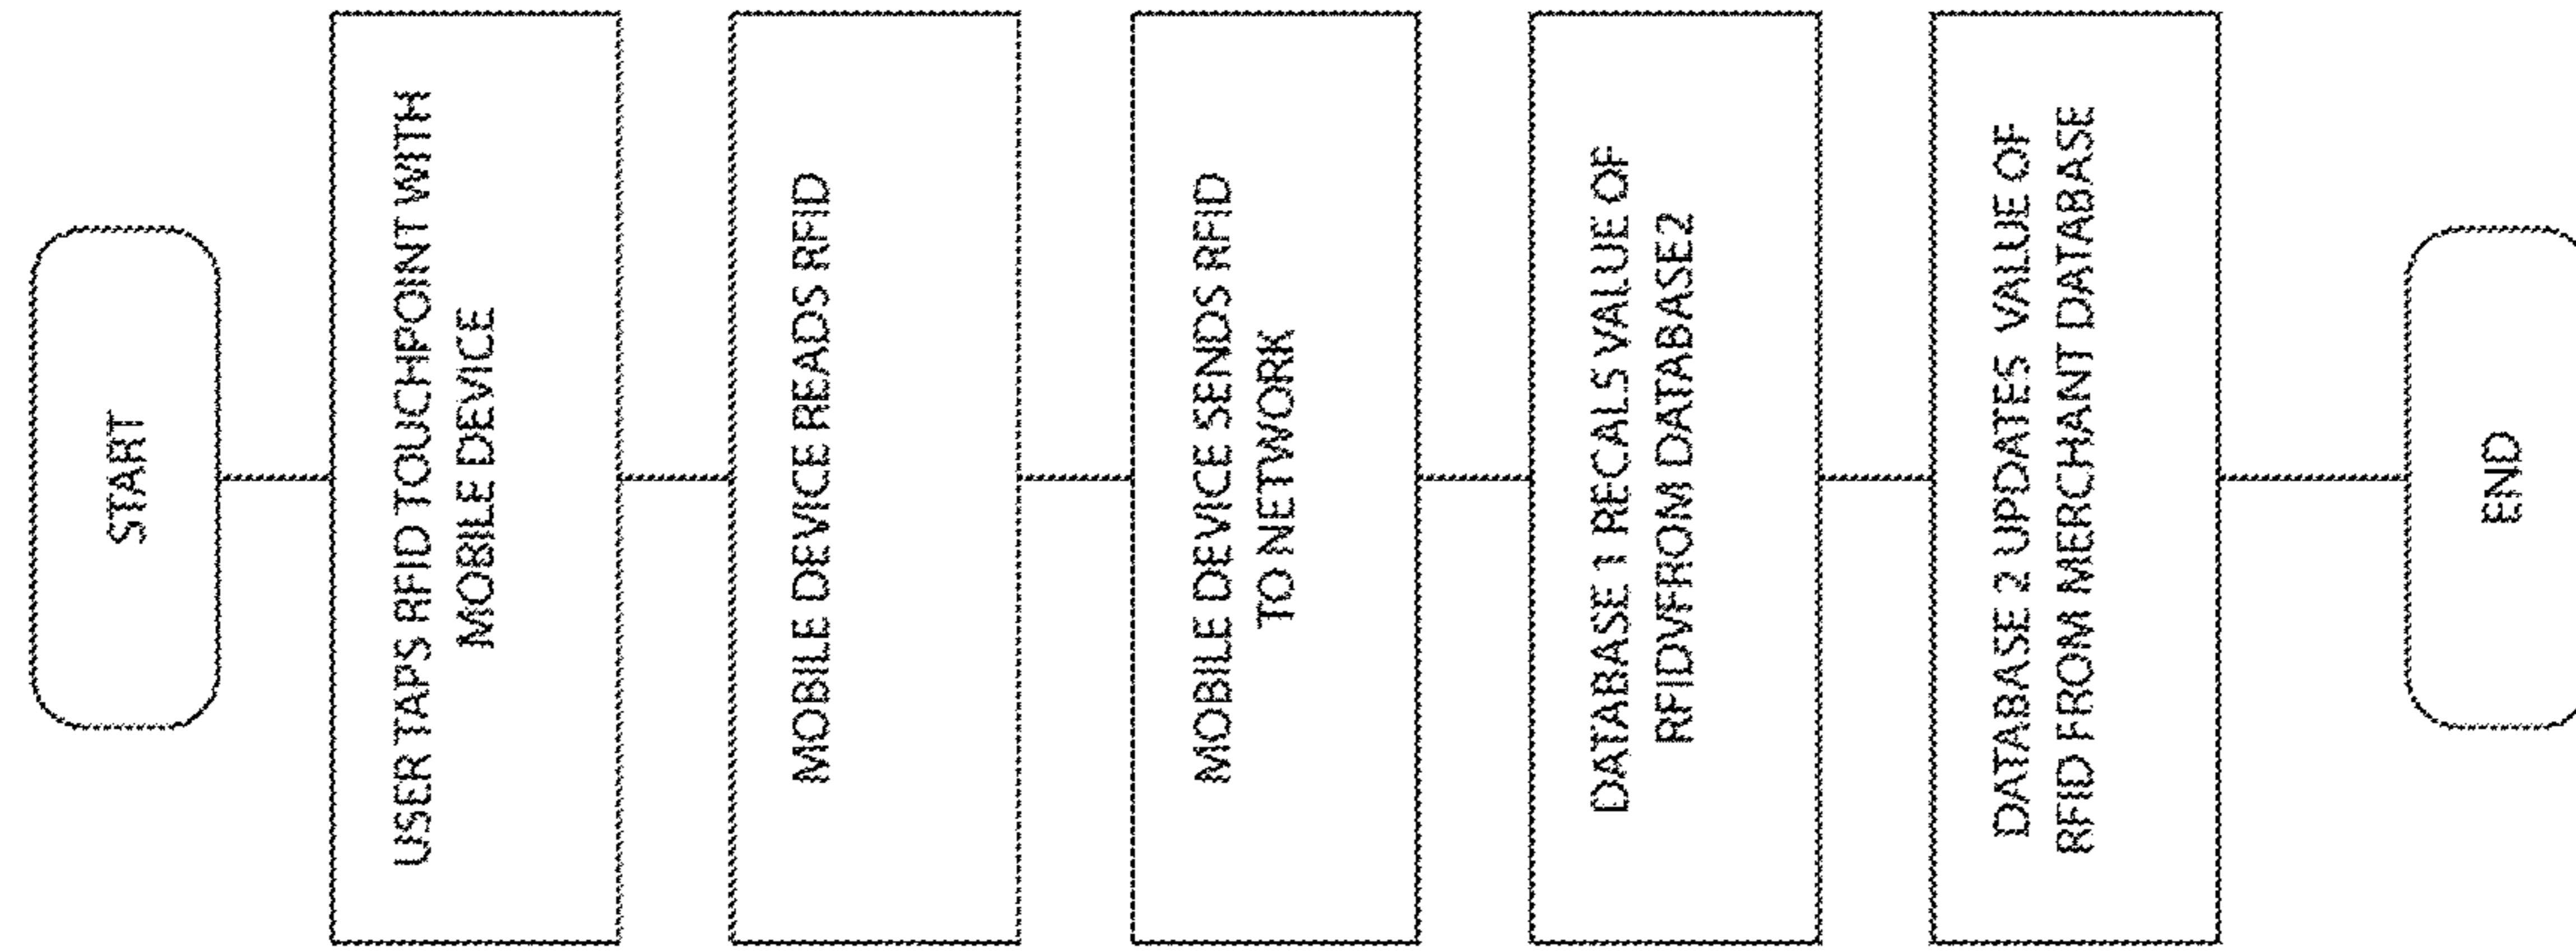 START
USER TAPS RFID TOUCHPOINT WITH
MOBILE DEVICE
MOBILE DEVICE READS RFID
MOBILE DEVICE SENDS RFID
TO NETWORK
DATABASE 1 RECALS VALUE OF
RFIDVFROM DATABASE2
DATABASE 2 UPDATES VALUE OF
RFID FROM MERCHANT DATABASE
END